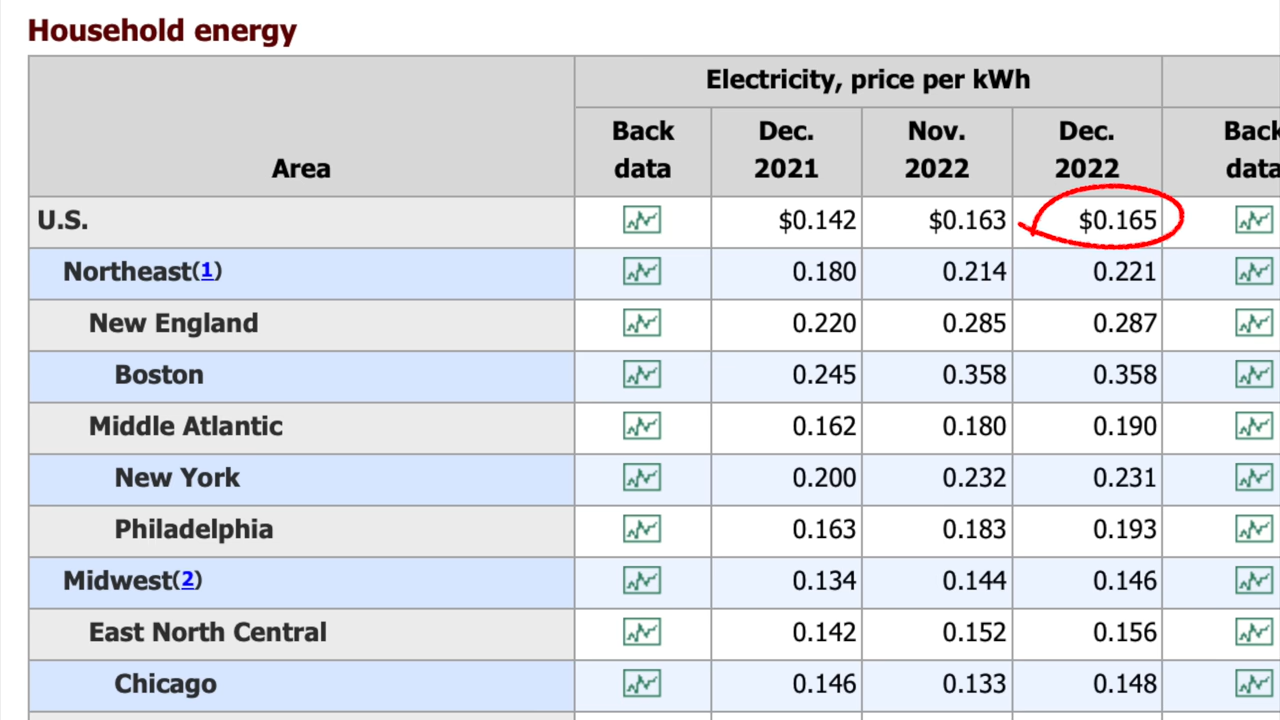 Household energy
Electricity, price per kWh
Area Back data Dec. 2021 Nov. 2022 Dec. 2022 Back data
U.S. $0.142 $0.163 $0.165
Northeast(1) 0.180 0.214 0.221
New England 0.220 0.285 0.287
Boston 0.245 0.358 0.358
Middle Atlantic 0.162 0.180 0.190
New York 0.200 0.232 0.231
Philadelphia 0.163 0.183 0.193
Midwest(2) 0.134 0.144 0.146
East North Central 0.142 0.152 0.156
Chicago 0.146 0.133 0.148